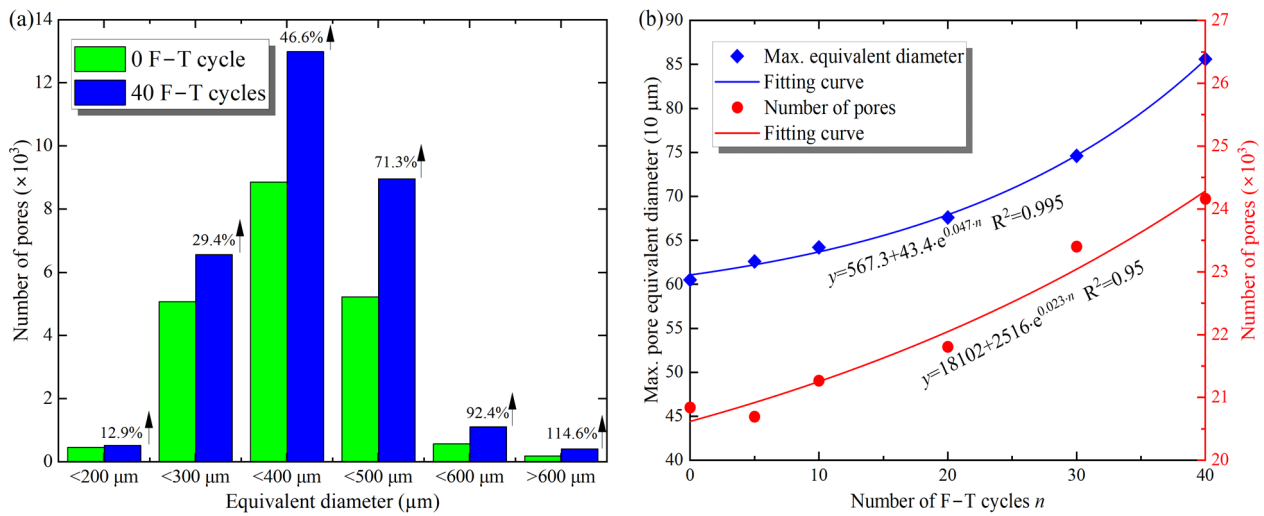 (a)
14
12
10
8
6
4
2
0
Number of pores (×10³)
0 F−T cycle
40 F−T cycles
12.9%
29.4%
46.6%
71.3%
92.4%
114.6%
<200 μm
<300 μm
<400 μm
<500 μm
<600 μm
>600 μm
Equivalent diameter (μm)
(b)
90
85
80
75
70
65
60
55
50
45
40
Max. pore equivalent diameter (10 μm)
Max. equivalent diameter
Fitting curve
Number of pores
Fitting curve
y=567.3+43.4·e^0.047·n R²=0.995
y=18102+2516·e^0.023·n R²=0.95
0
10
20
30
40
Number of F−T cycles n
27
26
25
24
23
22
21
20
Number of pores (×10³)